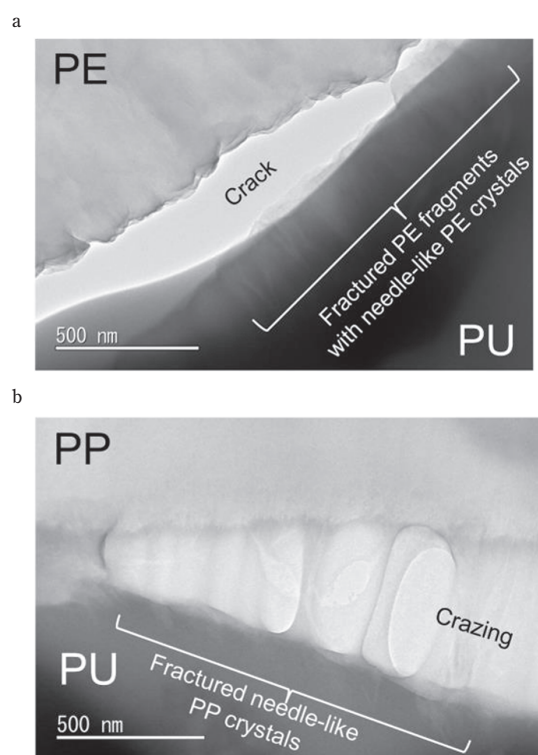 a
PE
Crack
Fractured PE fragments
with needle-like PE crystals
500 nm
PU
b
PP
Crazing
PU
Fractured needle-like
PP crystals
500 nm